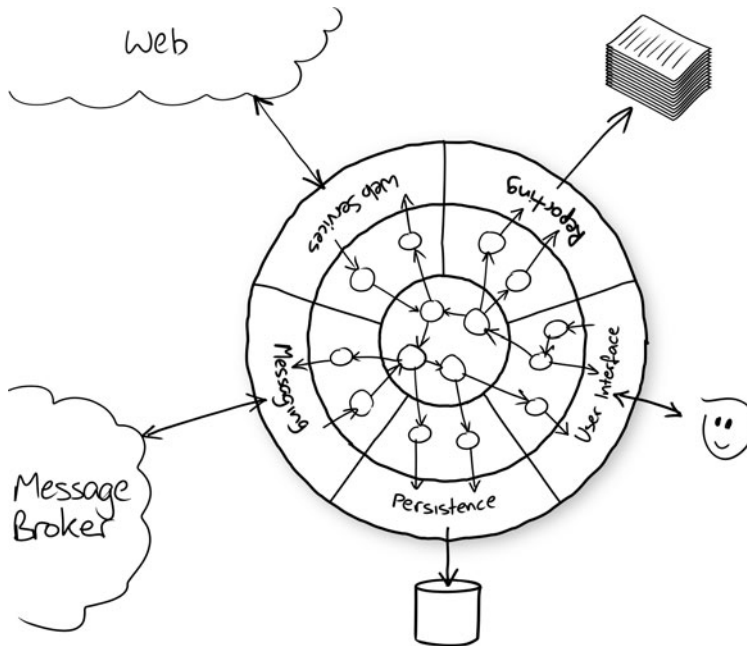 Web
Web Services
Reporting
Messaging
User Interface
Persistence
Message
Broker